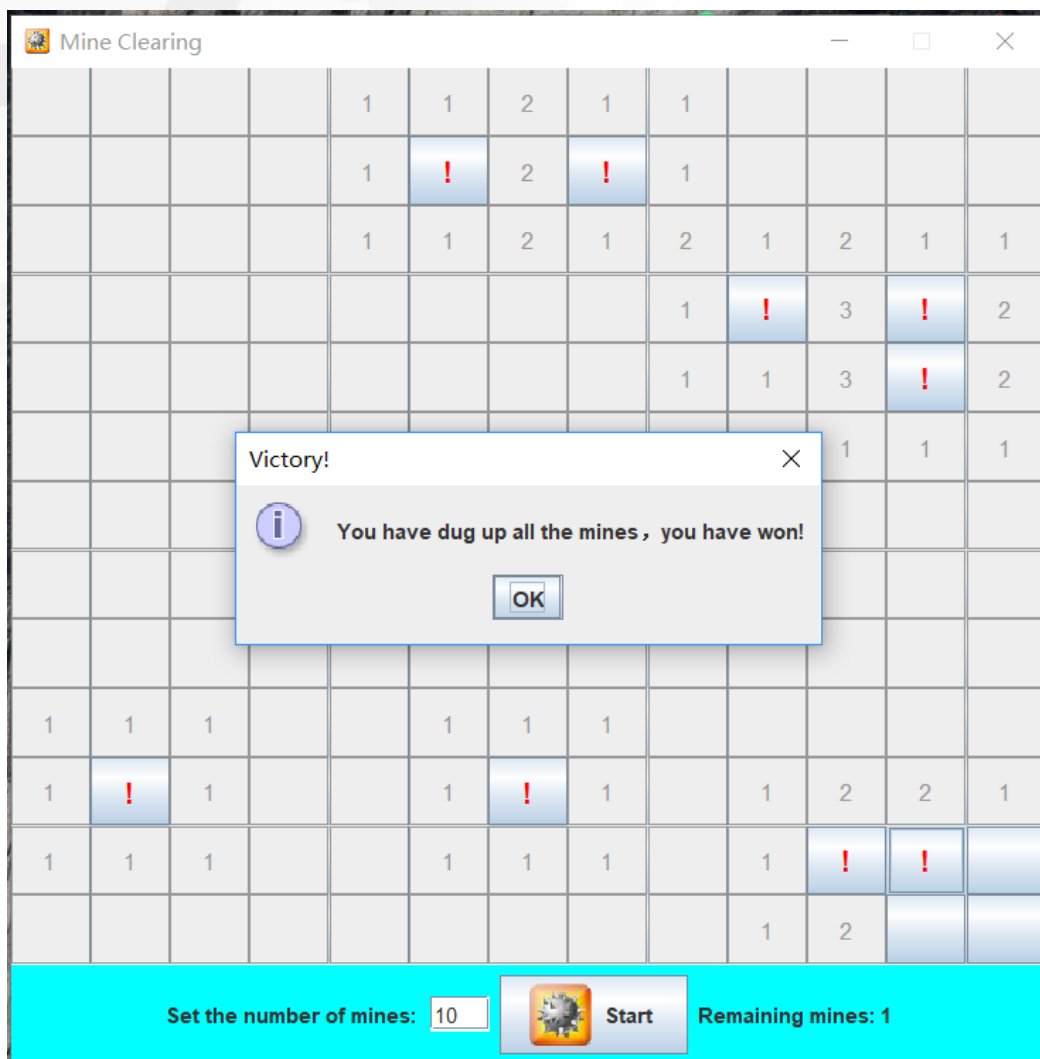 Mine Clearing
1 1 2 1 1
1 ! 2 ! 1
1 1 2 1 2 1 2 1 1
1 ! 3 ! 2
1 1 3 ! 2
1 1 1
Victory!
You have dug up all the mines，you have won!
OK
1 1 1 1 1 1
1 ! 1 1 ! 1 1 2 2 1
1 1 1 1 1 1 1 ! !
1 2
Set the number of mines: 10 Start Remaining mines: 1